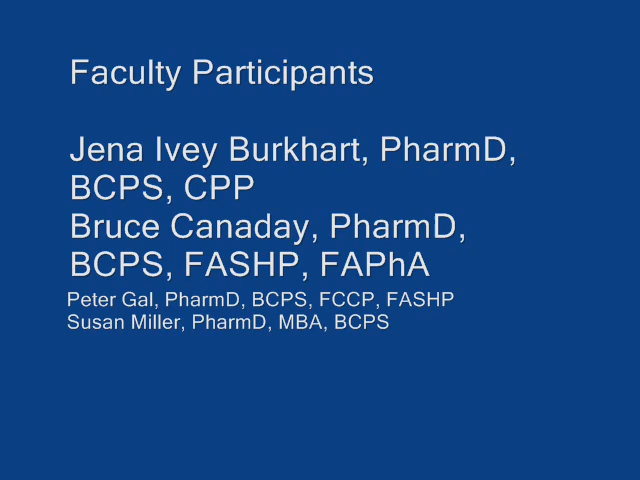 Faculty Participants
Jena Ivey Burkhart, PharmD,
BCPS, CPP
Bruce Canaday, PharmD,
BCPS, FASHP, FAPhA
Peter Gal, PharmD, BCPS, FCCP, FASHP
Susan Miller, PharmD, MBA, BCPS